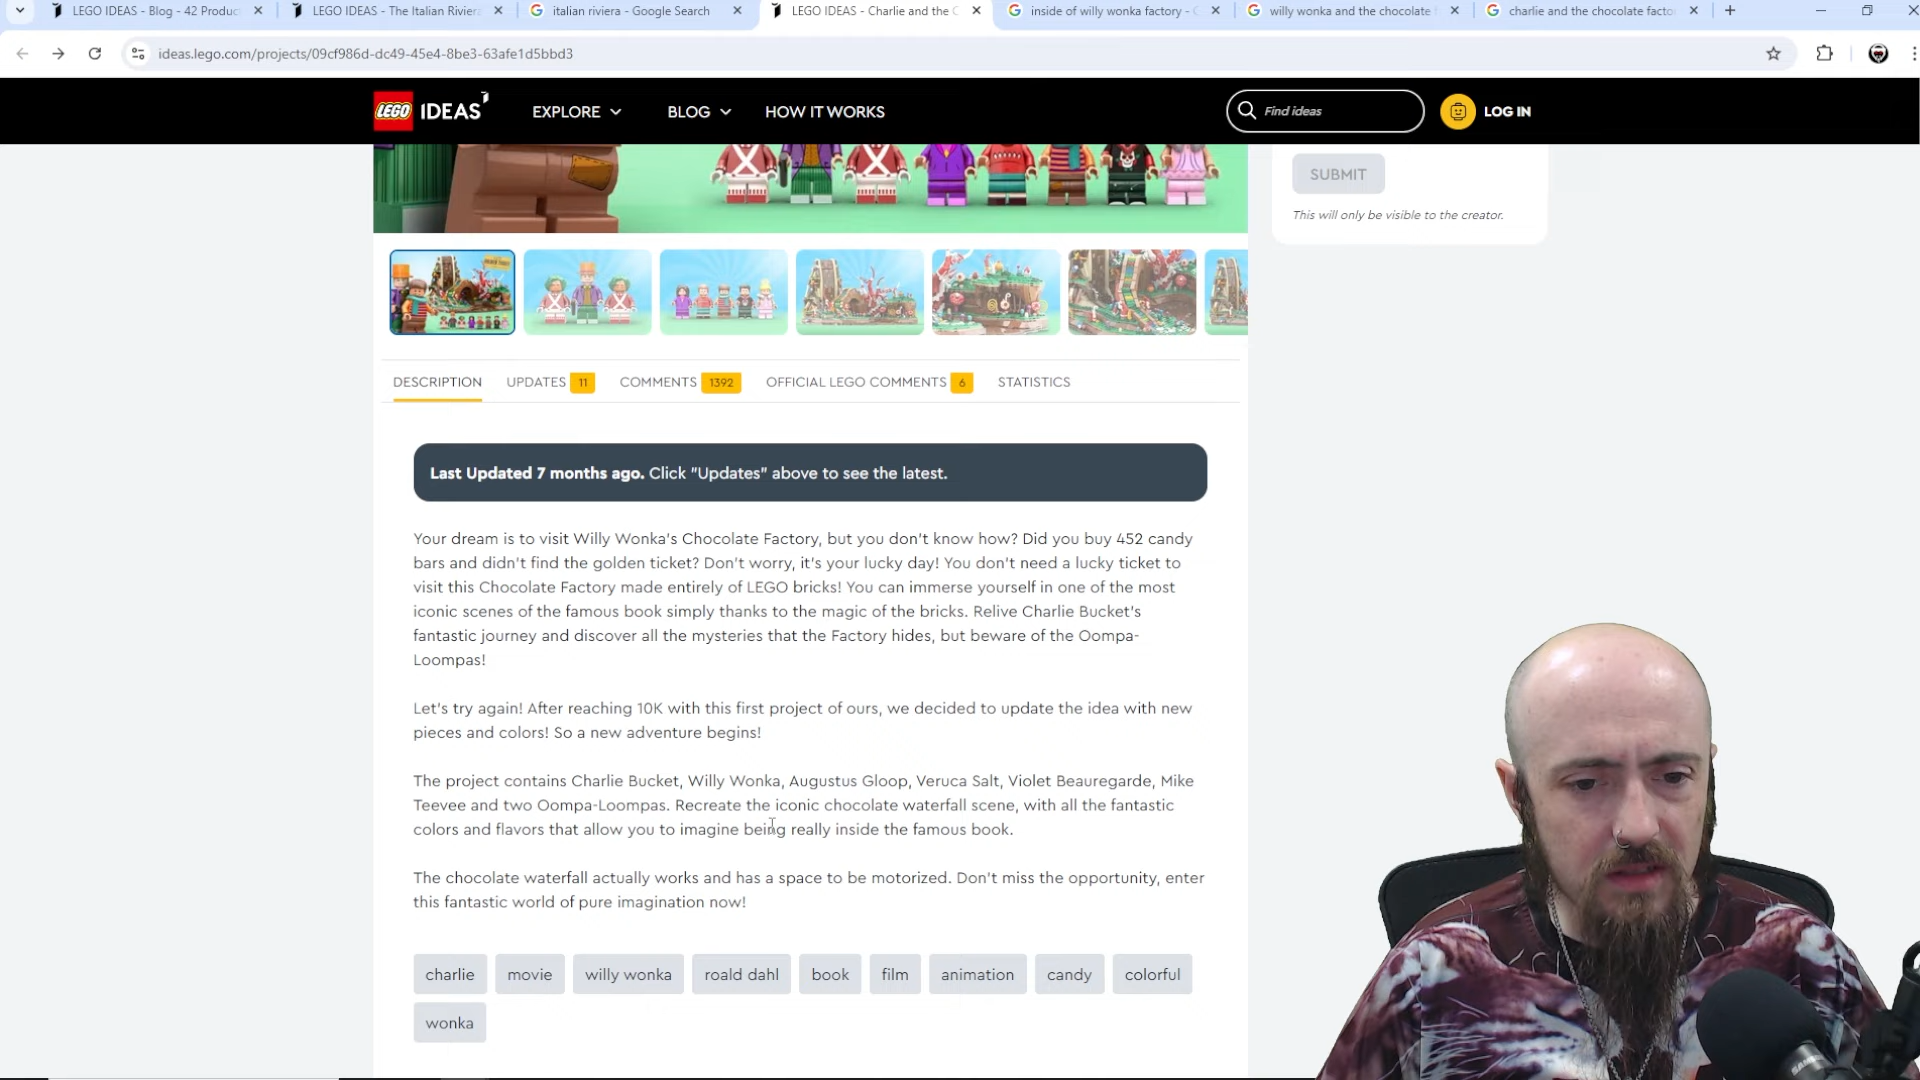 LEGO IDEAS - Blog - 42 Produc
LEGO IDEAS - The Italian Riviera
italian riviera - Google Search
LEGO IDEAS - Charlie and the C
inside of willy wonka factory - G
willy wonka and the chocolate f
charlie and the chocolate facto
ideas.lego.com/projects/09cf986d-dc49-45e4-8be3-63afe1d5bbd3
LEGO IDEAS
EXPLORE
BLOG
HOW IT WORKS
Find ideas
LOG IN
SUBMIT
This will only be visible to the creator.
DESCRIPTION
UPDATES 11
COMMENTS 1392
OFFICIAL LEGO COMMENTS 6
STATISTICS
Last Updated 7 months ago. Click "Updates" above to see the latest.
Your dream is to visit Willy Wonka's Chocolate Factory, but you don't know how? Did you buy 452 candy
bars and didn't find the golden ticket? Don't worry, it's your lucky day! You don't need a lucky ticket to
visit this Chocolate Factory made entirely of LEGO bricks! You can immerse yourself in one of the most
iconic scenes of the famous book simply thanks to the magic of the bricks. Relive Charlie Bucket's
fantastic journey and discover all the mysteries that the Factory hides, but beware of the Oompa-
Loompas!
Let's try again! After reaching 10K with this first project of ours, we decided to update the idea with new
pieces and colors! So a new adventure begins!
The project contains Charlie Bucket, Willy Wonka, Augustus Gloop, Veruca Salt, Violet Beauregarde, Mike
Teevee and two Oompa-Loompas. Recreate the iconic chocolate waterfall scene, with all the fantastic
colors and flavors that allow you to imagine being really inside the famous book.
The chocolate waterfall actually works and has a space to be motorized. Don't miss the opportunity, enter
this fantastic world of pure imagination now!
charlie
movie
willy wonka
roald dahl
book
film
animation
candy
colorful
wonka